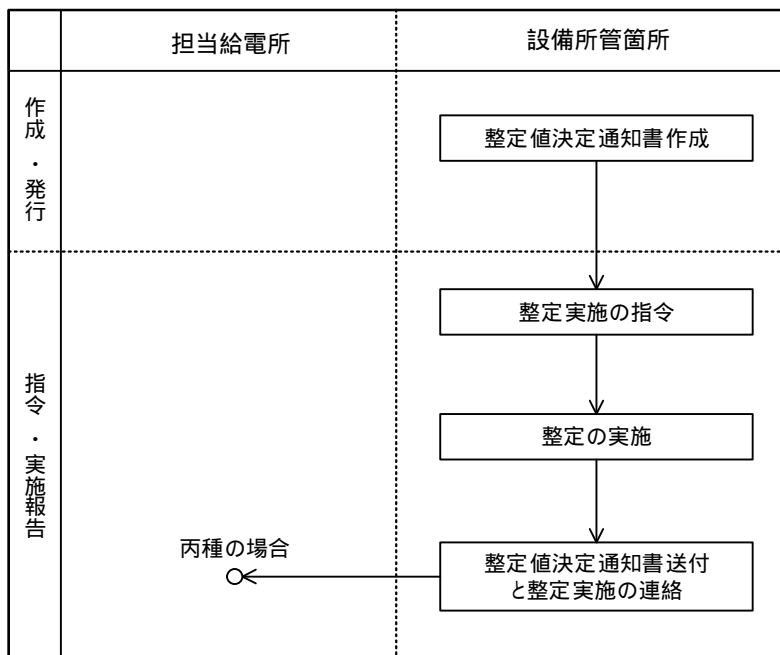 担当給電所
設備所管箇所
作成・発行
整定値決定通知書作成
指令・実施報告
整定実施の指令
整定の実施
丙種の場合
整定値決定通知書送付
と整定実施の連絡